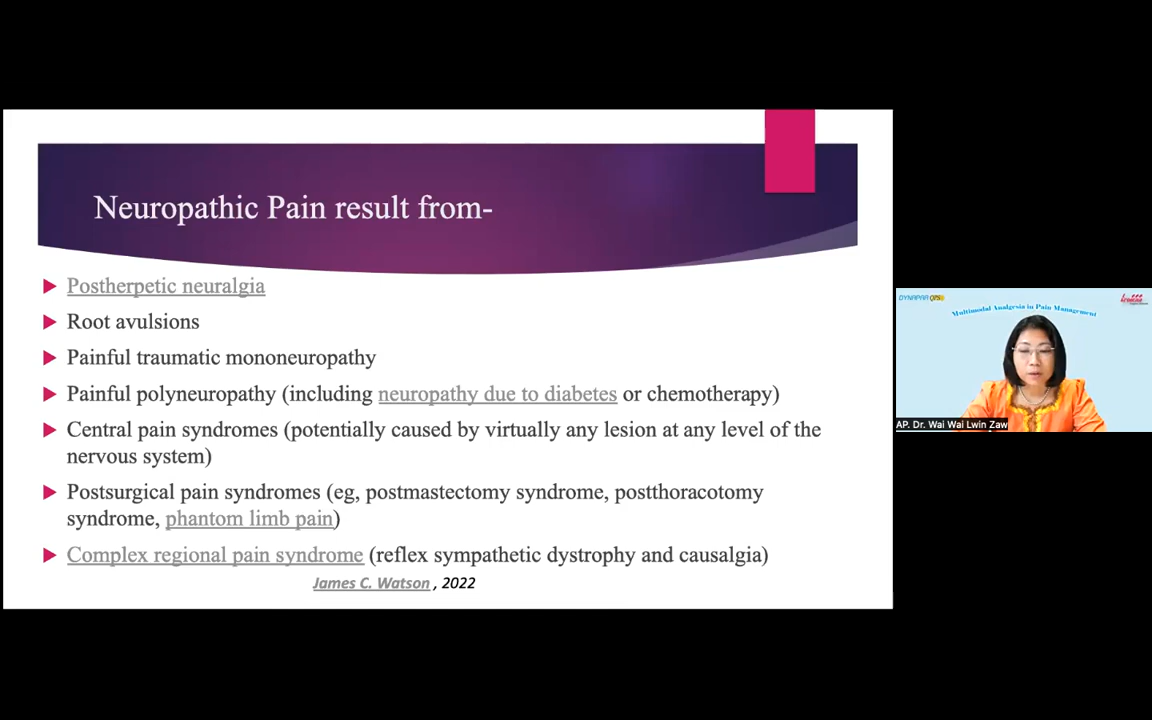 Neuropathic Pain result from-
Postherpetic neuralgia
Root avulsions
Painful traumatic mononeuropathy
Painful polyneuropathy (including neuropathy due to diabetes or chemotherapy)
Central pain syndromes (potentially caused by virtually any lesion at any level of the
nervous system)
Postsurgical pain syndromes (eg, postmastectomy syndrome, postthoracotomy
syndrome, phantom limb pain)
Complex regional pain syndrome (reflex sympathetic dystrophy and causalgia)
James C. Watson , 2022
DYNAPAR
Multimodal Analgesia in Pain Management
AP. Dr. Wai Wai Lwin Zaw